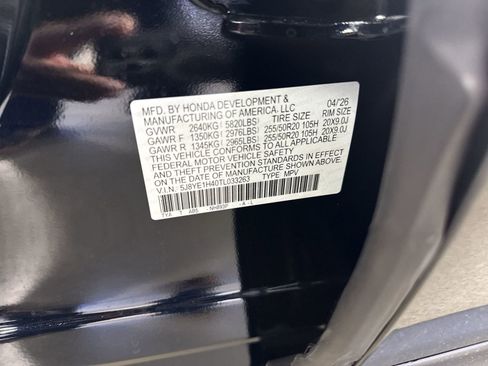 MFD. BY HONDA DEVELOPMENT & 04/26
MANUFACTURING OF AMERICA, LLC
GVWR 2640KG( 5820LBS) TIRE SIZE RIM SIZE
GAWR F 1350KG( 2976LBS) 255/50R20 105H 20X9.0J
GAWR R 1345KG( 2965LBS) 255/50R20 105H 20X9.0J
THIS VEHICLE CONFORMS TO ALL APPLICABLE
FEDERAL MOTOR VEHICLE SAFETY AND
THEFT PREVENTION STANDARDS IN EFFECT
ON THE DATE OF MANUFACTURE SHOWN ABOVE.
V.I.N. 5J8YE1H40TL033263 TYPE MPV
TYA ABS A - L